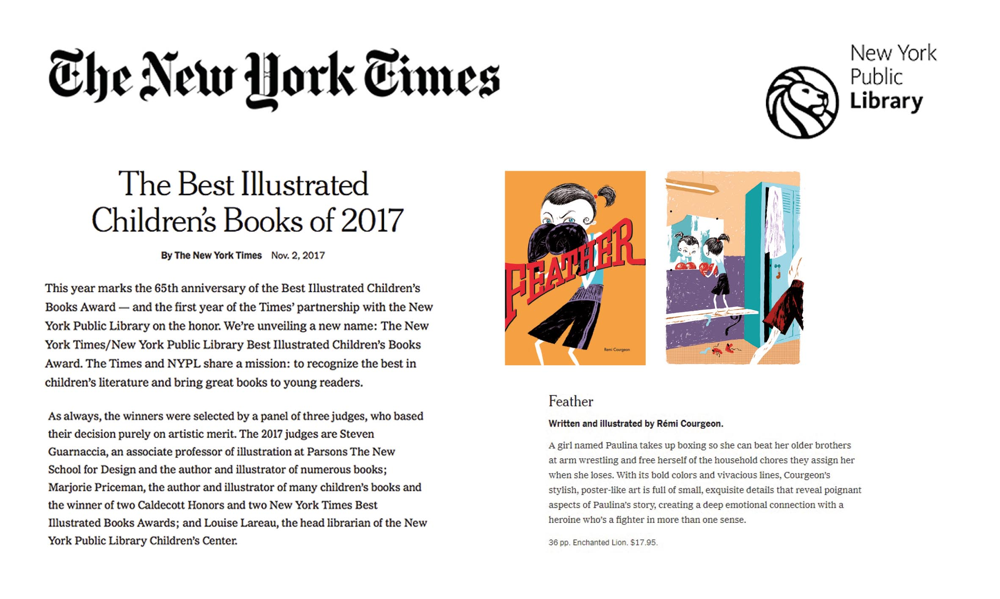 The New York Times
New York
Public
Library
The Best Illustrated
Children's Books of 2017
By The New York Times Nov. 2, 2017
This year marks the 65th anniversary of the Best Illustrated Children's
Books Award — and the first year of the Times' partnership with the New
York Public Library on the honor. We're unveiling a new name: The New
York Times/New York Public Library Best Illustrated Children's Books
Award. The Times and NYPL share a mission: to recognize the best in
children's literature and bring great books to young readers.
As always, the winners were selected by a panel of three judges, who based
their decision purely on artistic merit. The 2017 judges are Steven
Guarnaccia, an associate professor of illustration at Parsons The New
School for Design and the author and illustrator of numerous books;
Marjorie Priceman, the author and illustrator of many children's books and
the winner of two Caldecott Honors and two New York Times Best
Illustrated Books Awards; and Louise Lareau, the head librarian of the New
York Public Library Children's Center.
FEATHER
Remi Courgeon
Feather
Written and illustrated by Rémi Courgeon.
A girl named Paulina takes up boxing so she can beat her older brothers
at arm wrestling and free herself of the household chores they assign her
when she loses. With its bold colors and vivacious lines, Courgeon's
stylish, poster-like art is full of small, exquisite details that reveal poignant
aspects of Paulina's story, creating a deep emotional connection with a
heroine who's a fighter in more than one sense.
36 pp. Enchanted Lion. $17.95.